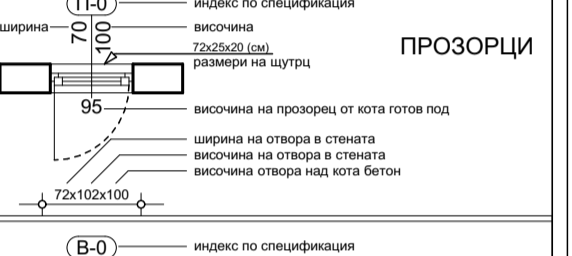 П-0 индекс по спецификация
ширина 70 100 височина
72x25x20 (см)
размери на щутрц
ПРОЗОРЦИ
95 височина на прозорец от кота готов под
ширина на отвора в стената
височина на отвора в стената
височина отвора над кота бетон
72x102x100
В-0 индекс по спецификация